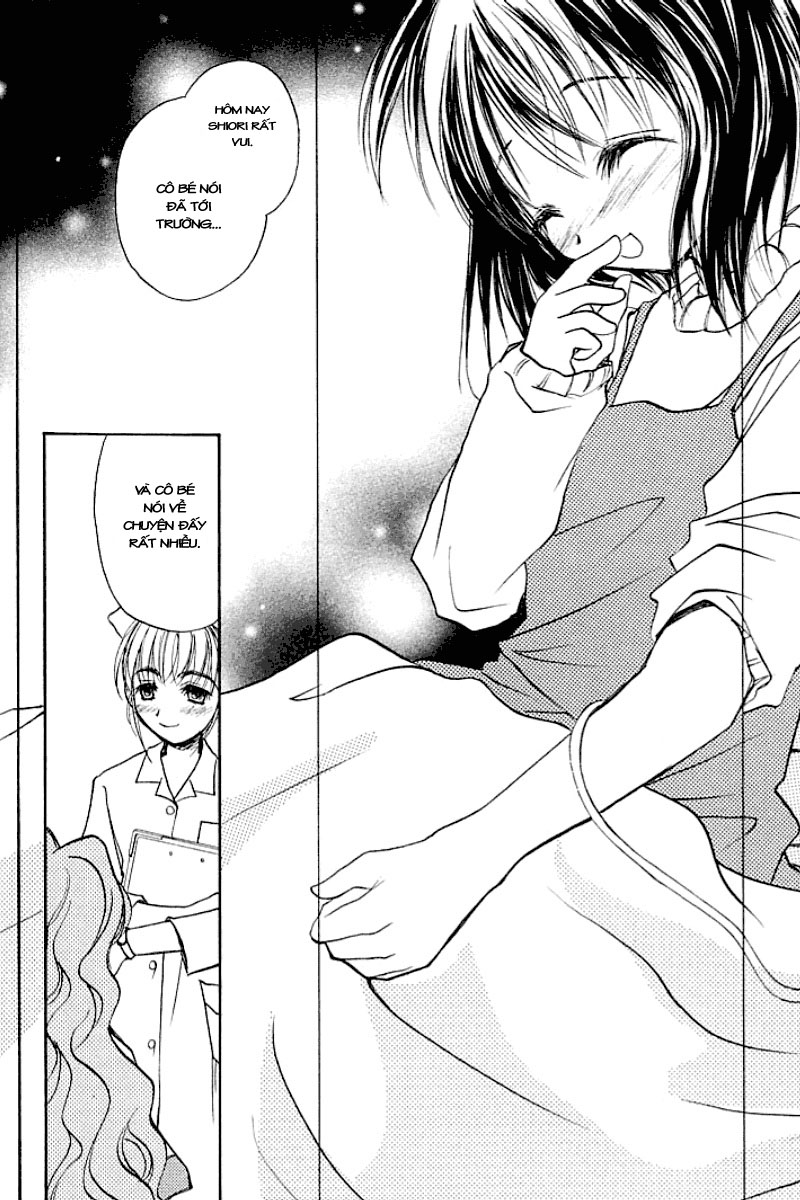 HÔM NAY
SHIORI RẤT
VUI.
CÔ BÉ NÓI
ĐÃ TỚI
TRƯỜNG...
VÀ CÔ BÉ
NÓI VỀ
CHUYỆN ĐẤY
RẤT NHIỀU.